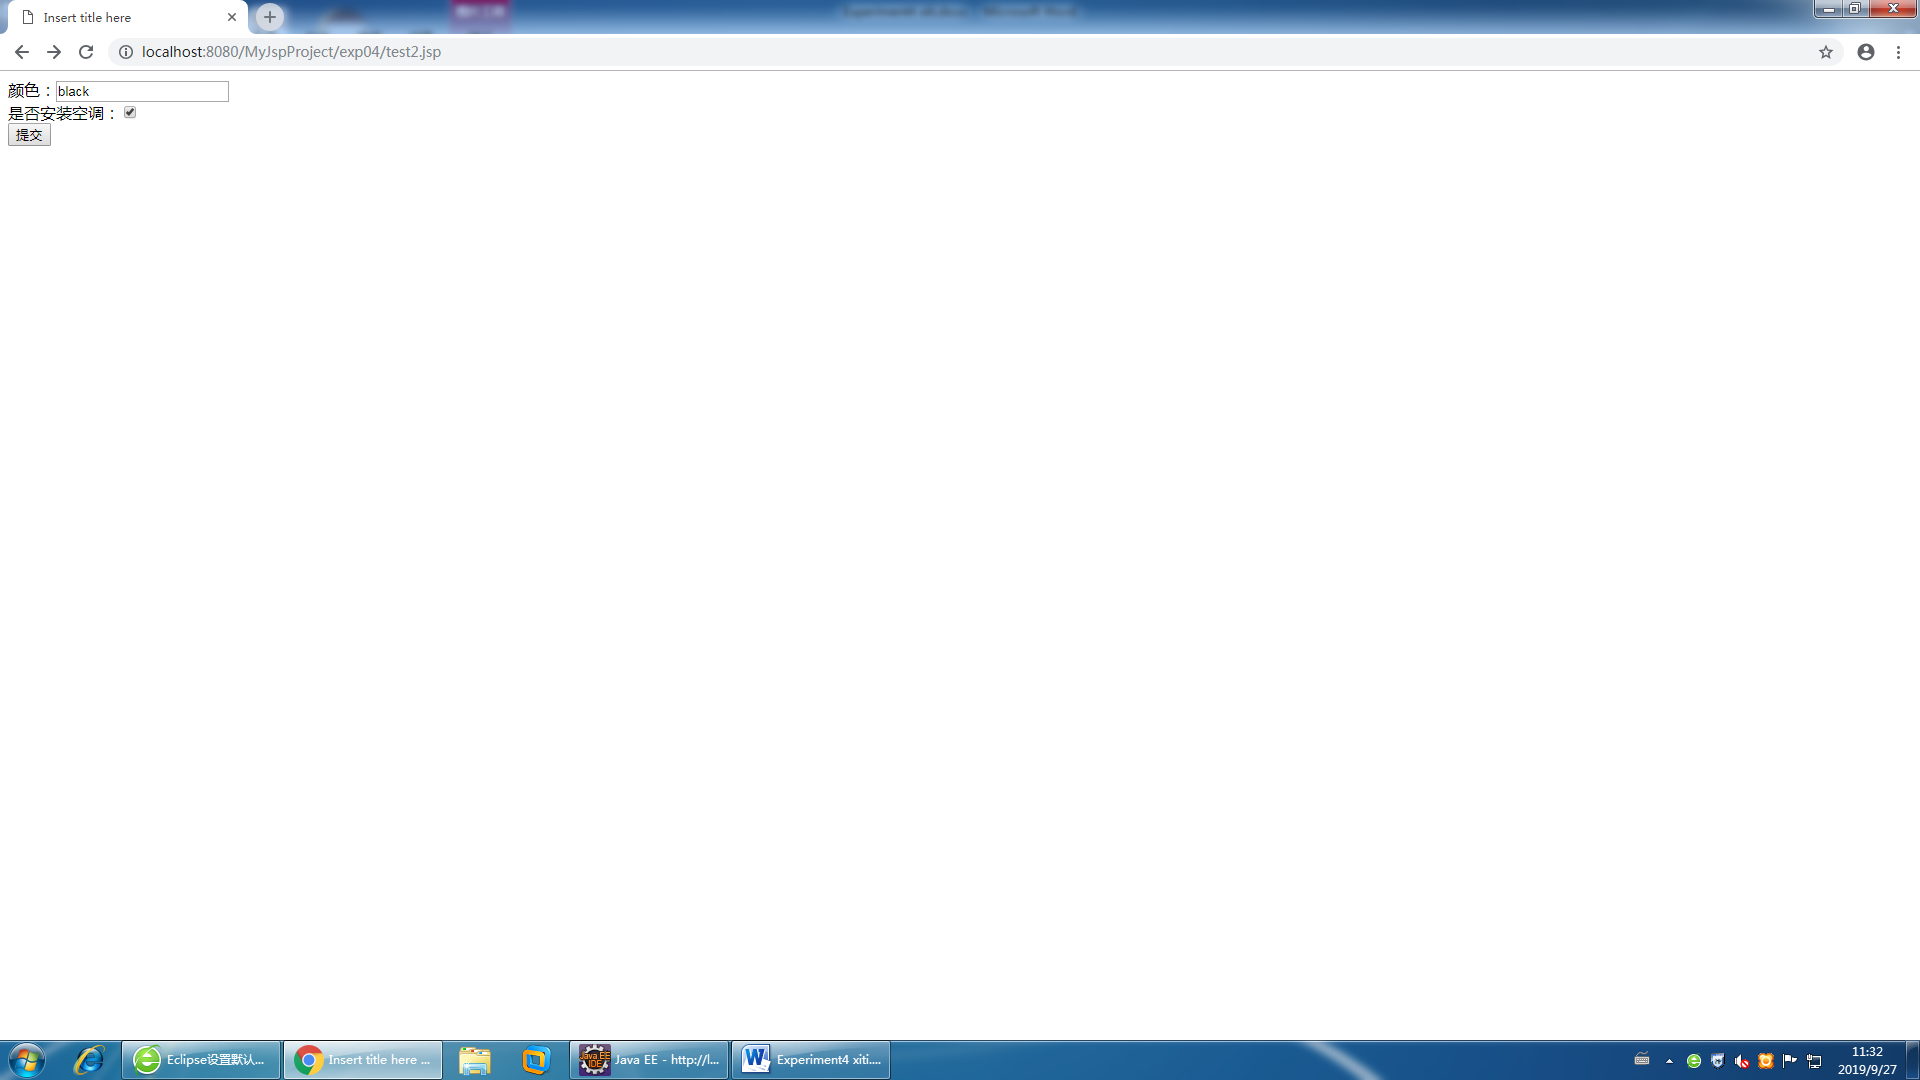 Insert title here
localhost:8080/MyJspProject/exp04/test2.jsp
颜色：black
是否安装空调：
提交
Eclipse设置默认...
Insert title here ...
Java EE - http://l...
Experiment4 xiti....
11:32
2019/9/27